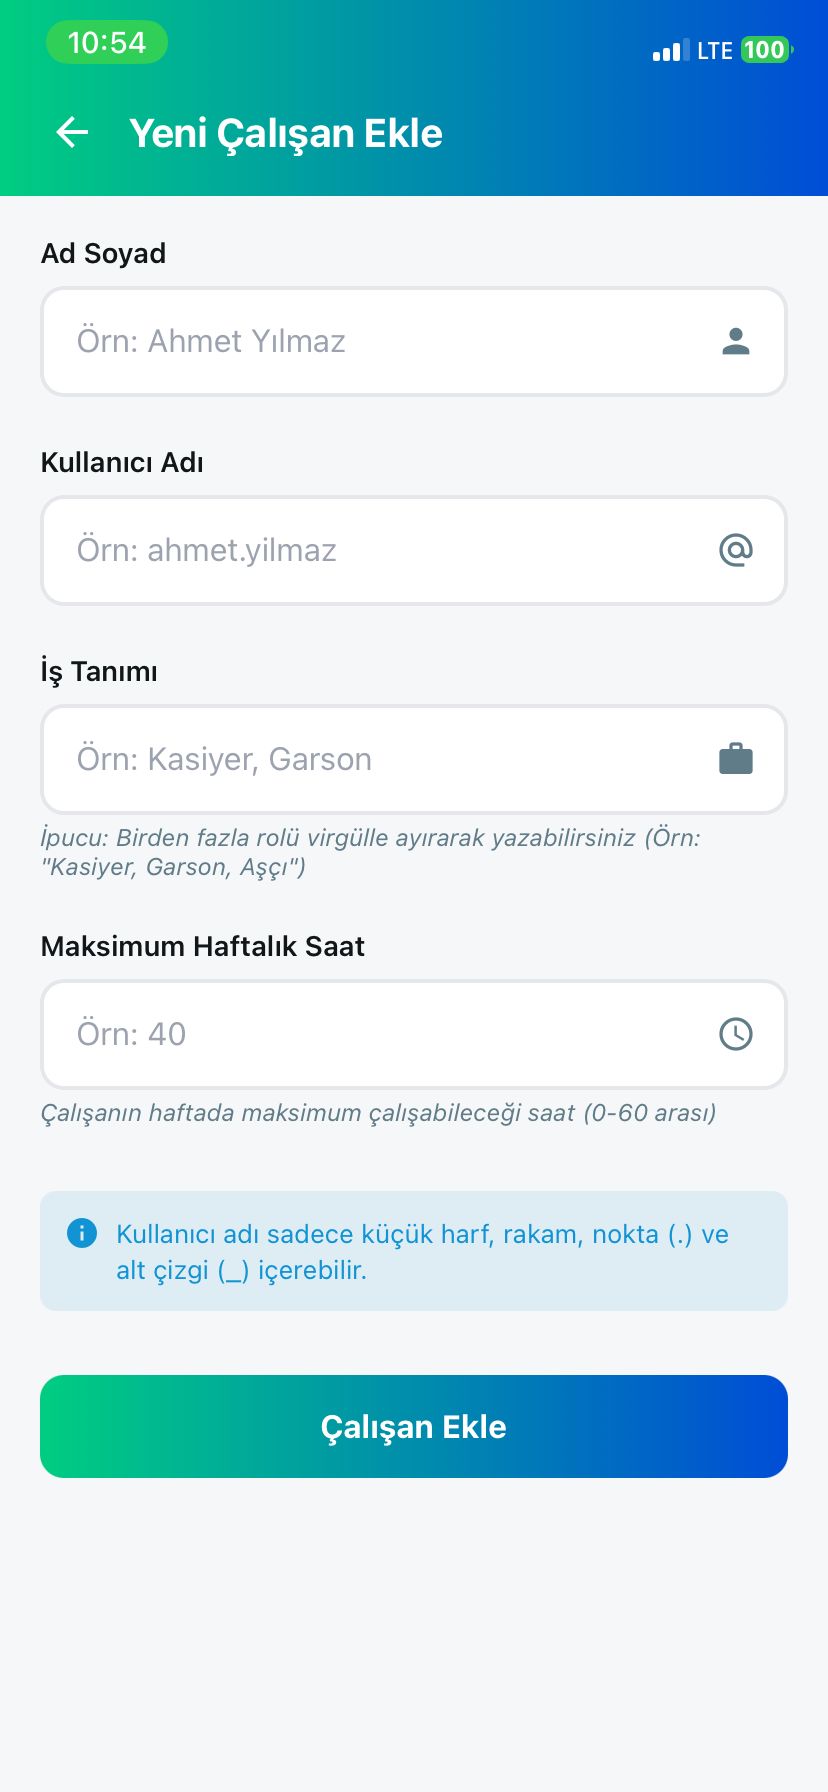 10:54
LTE 100
Yeni Çalışan Ekle
Ad Soyad
Örn: Ahmet Yılmaz
Kullanıcı Adı
Örn: ahmet.yilmaz
İş Tanımı
Örn: Kasiyer, Garson
İpucu: Birden fazla rolü virgülle ayırarak yazabilirsiniz (Örn:
"Kasiyer, Garson, Aşçı")
Maksimum Haftalık Saat
Örn: 40
Çalışanın haftada maksimum çalışabileceği saat (0-60 arası)
Kullanıcı adı sadece küçük harf, rakam, nokta (.) ve
alt çizgi (_) içerebilir.
Çalışan Ekle